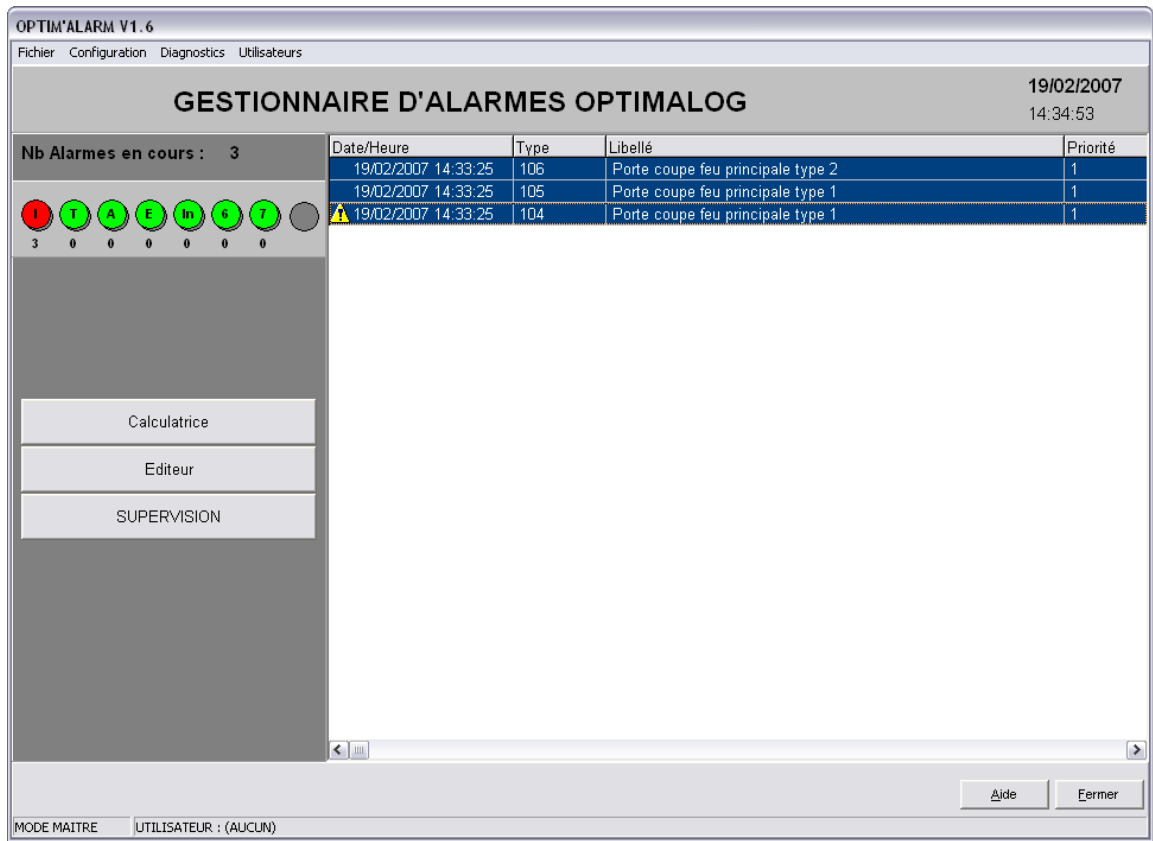 OPTIM'ALARM V1.6
Fichier Configuration Diagnostics Utilisateurs
GESTIONNAIRE D'ALARMES OPTIMALOG
19/02/2007
14:34:53
Nb Alarmes en cours : 3
I T A E In 6 7
3 0 0 0 0 0 0
Date/Heure Type Libellé Priorité
19/02/2007 14:33:25 106 Porte coupe feu principale type 2 1
19/02/2007 14:33:25 105 Porte coupe feu principale type 1 1
19/02/2007 14:33:25 104 Porte coupe feu principale type 1 1
Calculatrice
Editeur
SUPERVISION
Aide Fermer
MODE MAITRE UTILISATEUR : (AUCUN)